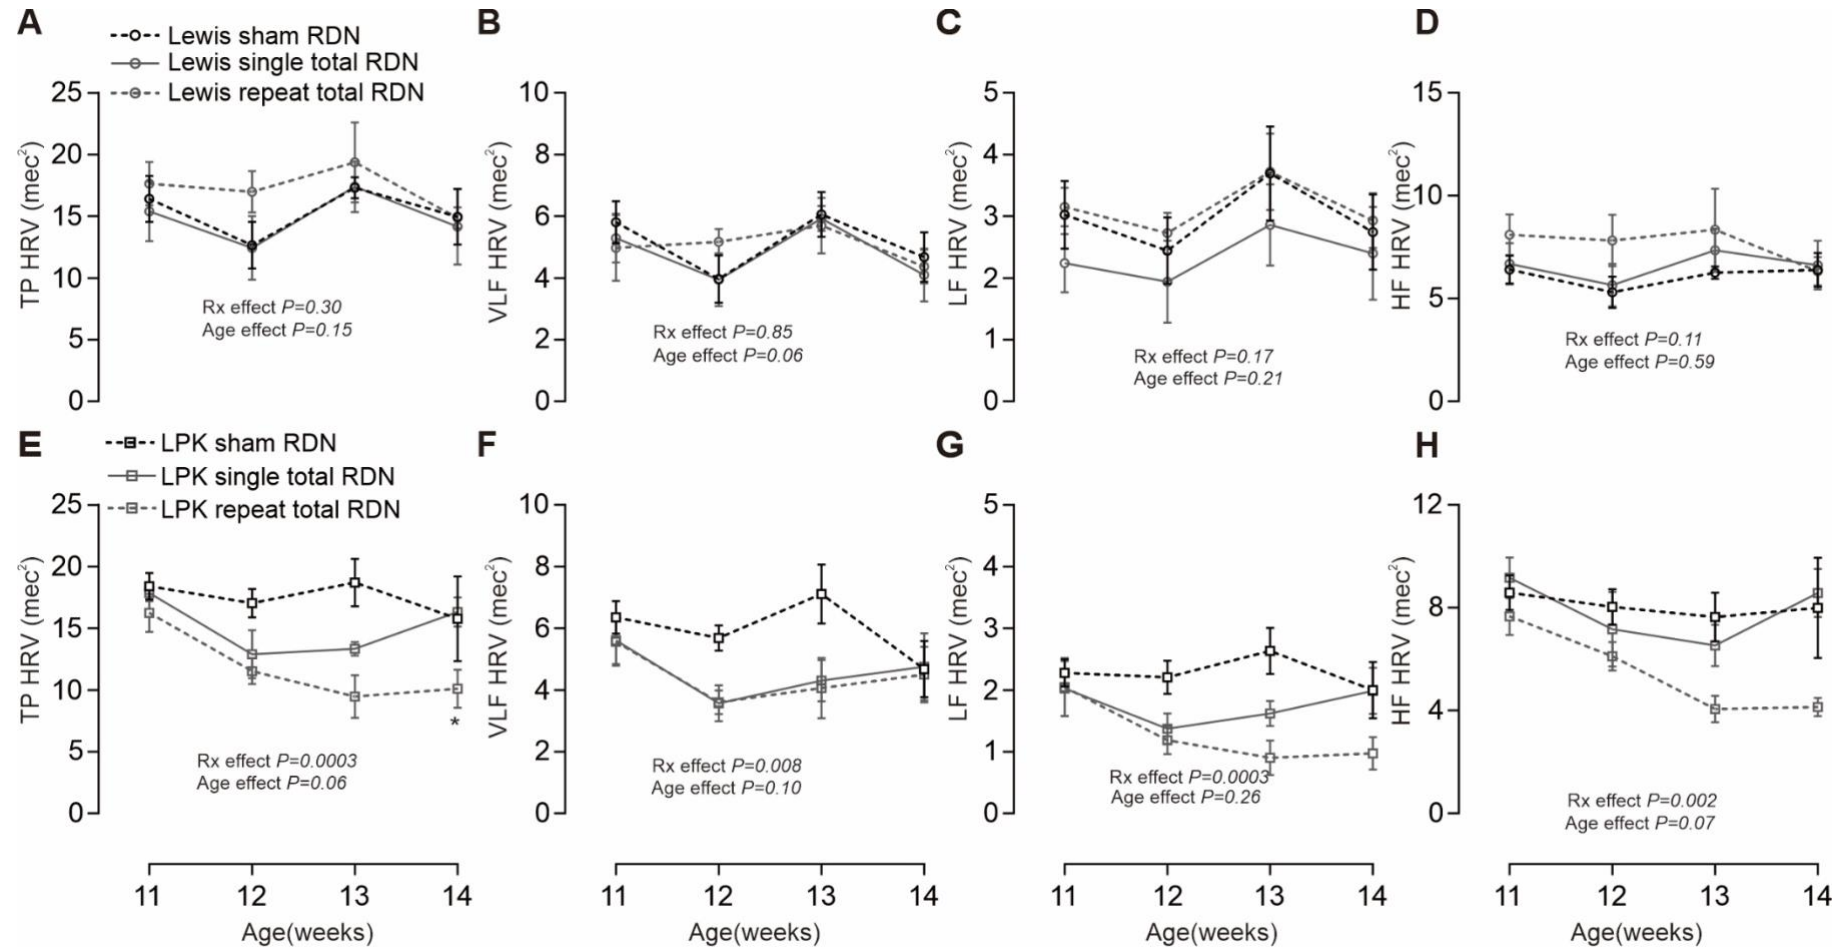 A
Lewis sham RDN
Lewis single total RDN
Lewis repeat total RDN
25
20
15
10
5
0
TP HRV (mec²)
Rx effect P=0.30
Age effect P=0.15
B
10
8
6
4
2
0
VLF HRV (mec²)
Rx effect P=0.85
Age effect P=0.06
C
5
4
3
2
1
0
LF HRV (mec²)
Rx effect P=0.17
Age effect P=0.21
D
15
10
5
0
HF HRV (mec²)
Rx effect P=0.11
Age effect P=0.59
E
LPK sham RDN
LPK single total RDN
LPK repeat total RDN
25
20
15
10
5
0
TP HRV (mec²)
*
Rx effect P=0.0003
Age effect P=0.06
11 12 13 14
Age(weeks)
F
10
8
6
4
2
0
VLF HRV (mec²)
Rx effect P=0.008
Age effect P=0.10
11 12 13 14
Age(weeks)
G
5
4
3
2
1
0
LF HRV (mec²)
Rx effect P=0.0003
Age effect P=0.26
11 12 13 14
Age(weeks)
H
12
8
4
0
HF HRV (mec²)
Rx effect P=0.002
Age effect P=0.07
11 12 13 14
Age(weeks)